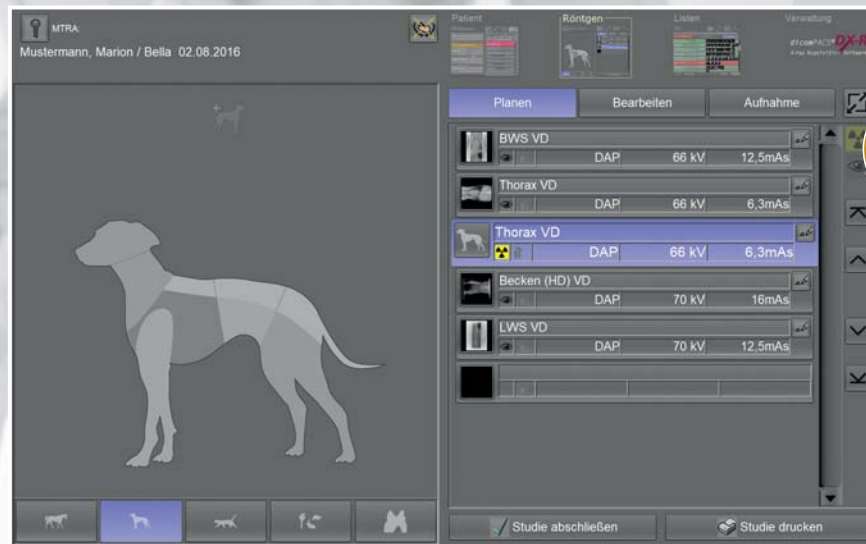 MTRA:
Mustermann, Marion / Bella 02.08.2016
Patient
Röntgen
Listen
Verwaltung
dicomPACS DX-R
Planen
Bearbeiten
Aufnahme
BWS VD
DAP 66 kV 12,5mAs
Thorax VD
DAP 66 kV 6,3mAs
Thorax VD
DAP 66 kV 6,3mAs
Becken (HD) VD
DAP 70 kV 16mAs
LWS VD
DAP 70 kV 12,5mAs
Studie abschließen
Studie drucken